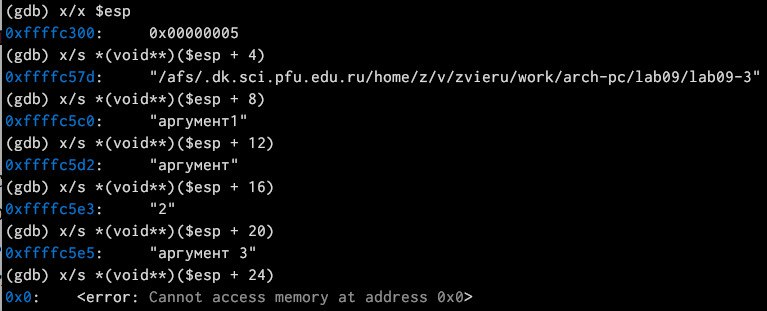 (gdb) x/x $esp
0xffffc300:     0x00000005
(gdb) x/s *(void**)($esp + 4)
0xffffc57d:     "/afs/.dk.sci.pfu.edu.ru/home/z/v/zvieru/work/arch-pc/lab09/lab09-3"
(gdb) x/s *(void**)($esp + 8)
0xffffc5c0:     "аргумент1"
(gdb) x/s *(void**)($esp + 12)
0xffffc5d2:     "аргумент"
(gdb) x/s *(void**)($esp + 16)
0xffffc5e3:     "2"
(gdb) x/s *(void**)($esp + 20)
0xffffc5e5:     "аргумент 3"
(gdb) x/s *(void**)($esp + 24)
0x0:    <error: Cannot access memory at address 0x0>